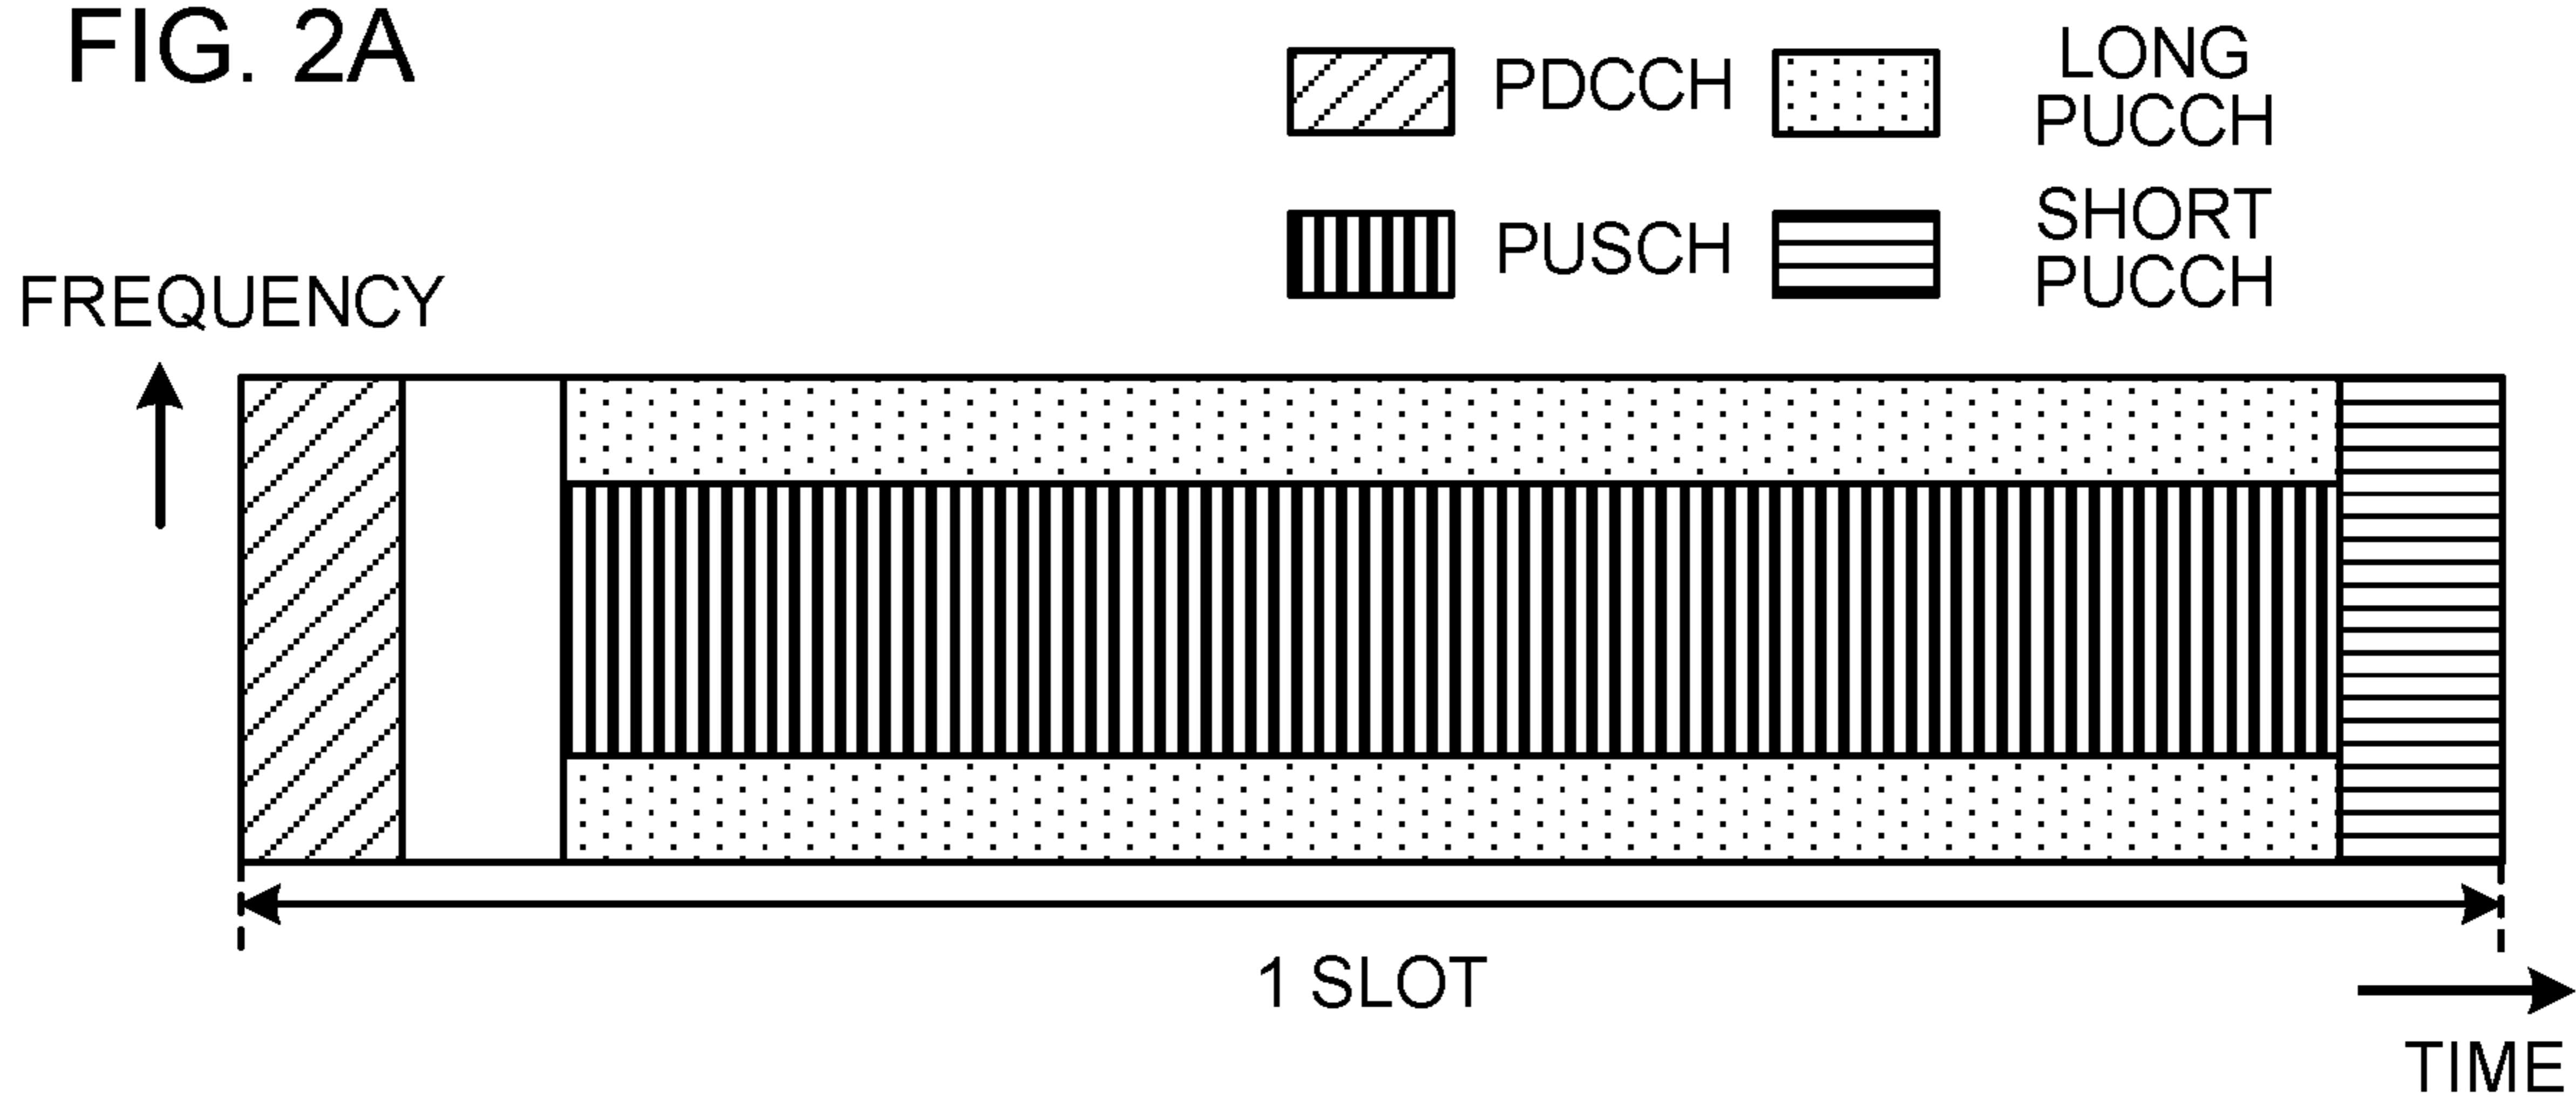 FIG. 2A
PDCCH
LONG
PUCCH
PUSCH
SHORT
PUCCH
FREQUENCY
1 SLOT
TIME